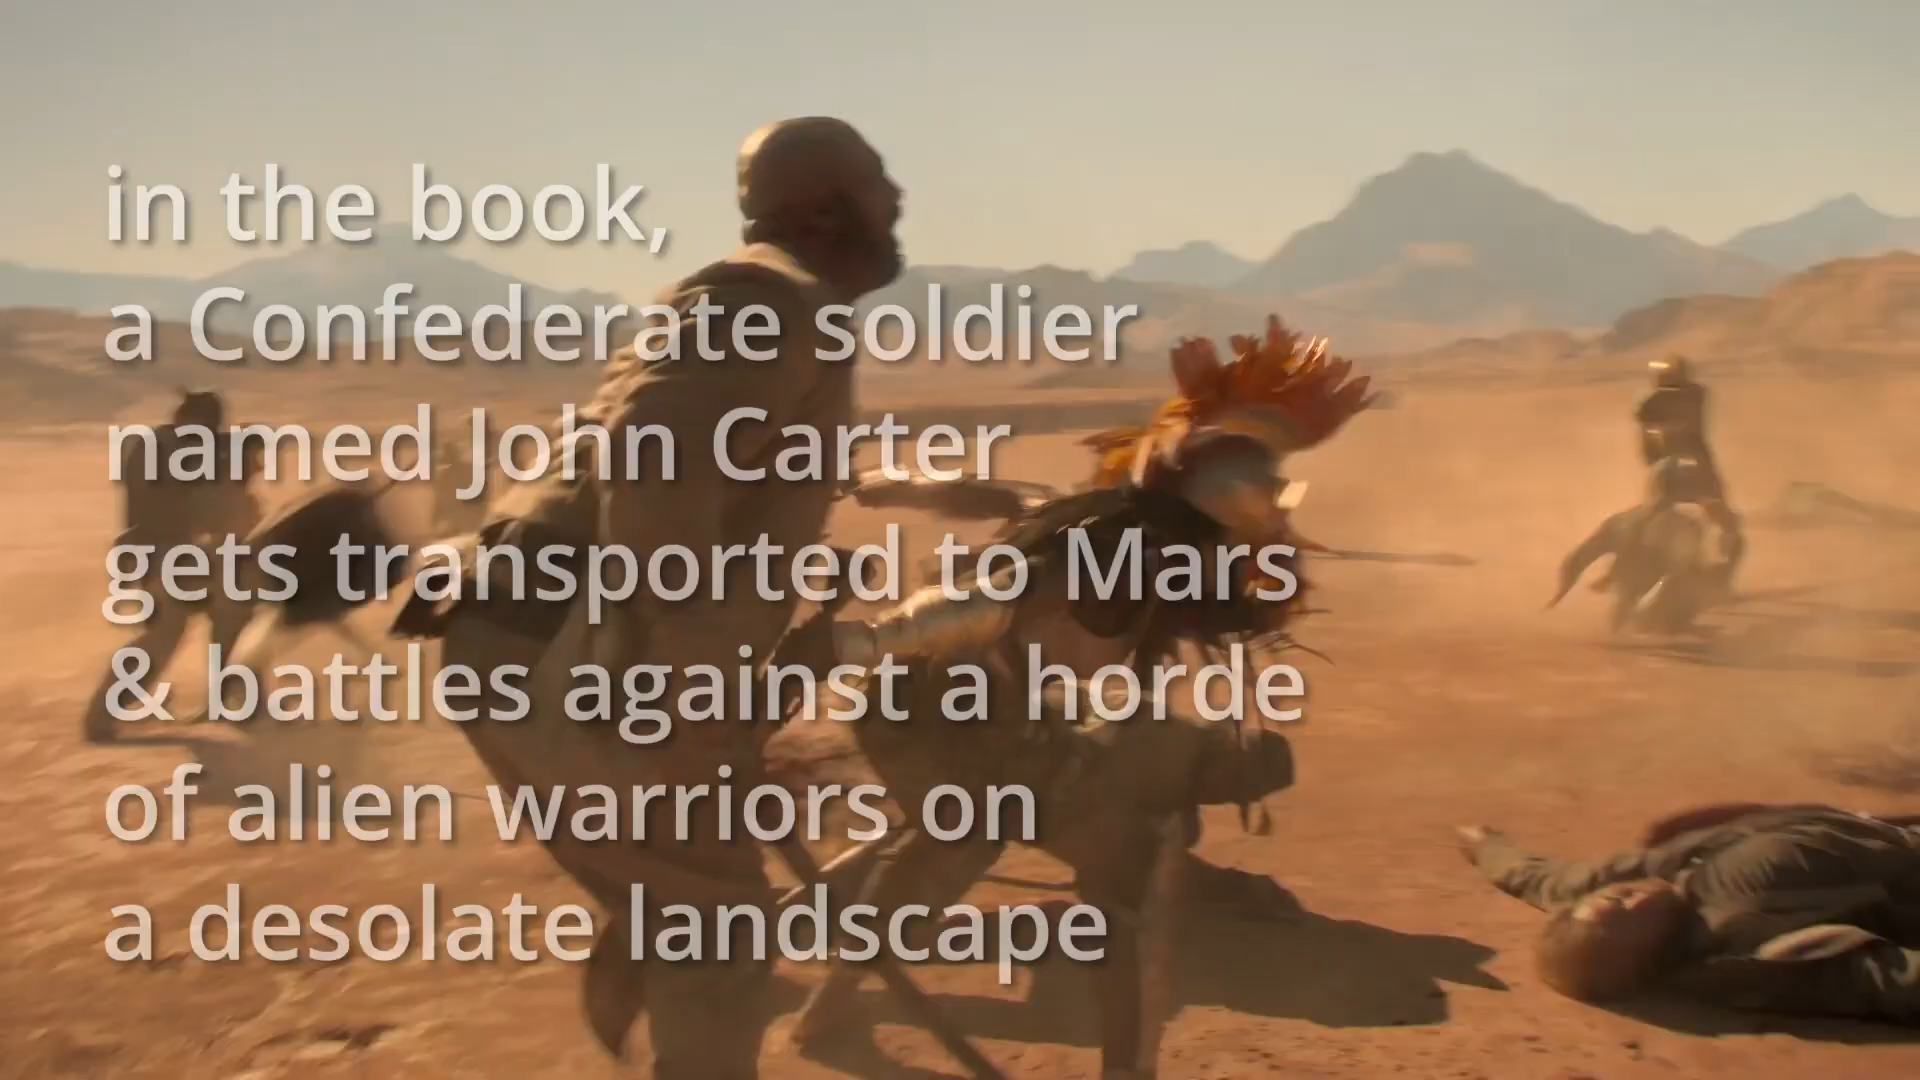 in the book,
a Confederate soldier
named John Carter
gets transported to Mars
& battles against a horde
of alien warriors on
a desolate landscape